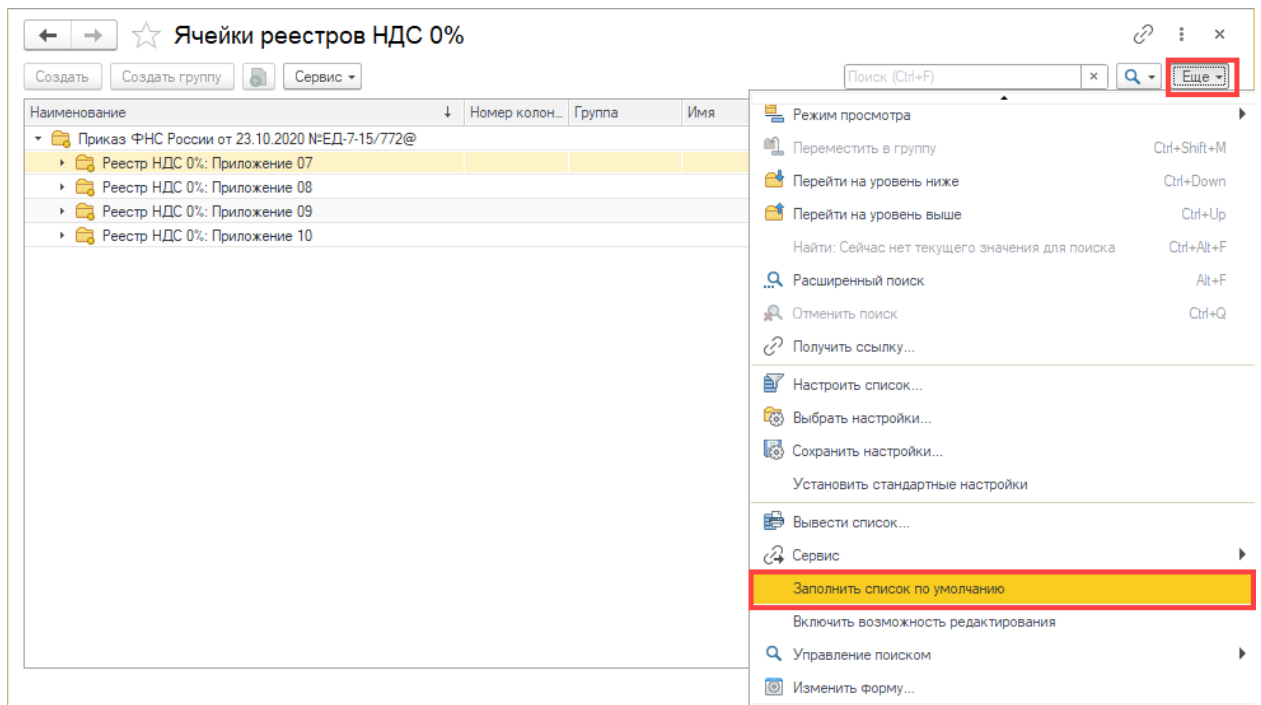 Ячейки реестров НДС 0%
Создать Создать группу Сервис Поиск (Ctrl+F) Еще
Наименование Номер колон... Группа Имя
Приказ ФНС России от 23.10.2020 №ЕД-7-15/772@
Реестр НДС 0%: Приложение 07
Реестр НДС 0%: Приложение 08
Реестр НДС 0%: Приложение 09
Реестр НДС 0%: Приложение 10
Режим просмотра
Переместить в группу Ctrl+Shift+M
Перейти на уровень ниже Ctrl+Down
Перейти на уровень выше Ctrl+Up
Найти: Сейчас нет текущего значения для поиска Ctrl+Alt+F
Расширенный поиск Alt+F
Отменить поиск Ctrl+Q
Получить ссылку...
Настроить список...
Выбрать настройки...
Сохранить настройки...
Установить стандартные настройки
Вывести список...
Сервис
Заполнить список по умолчанию
Включить возможность редактирования
Управление поиском
Изменить форму...